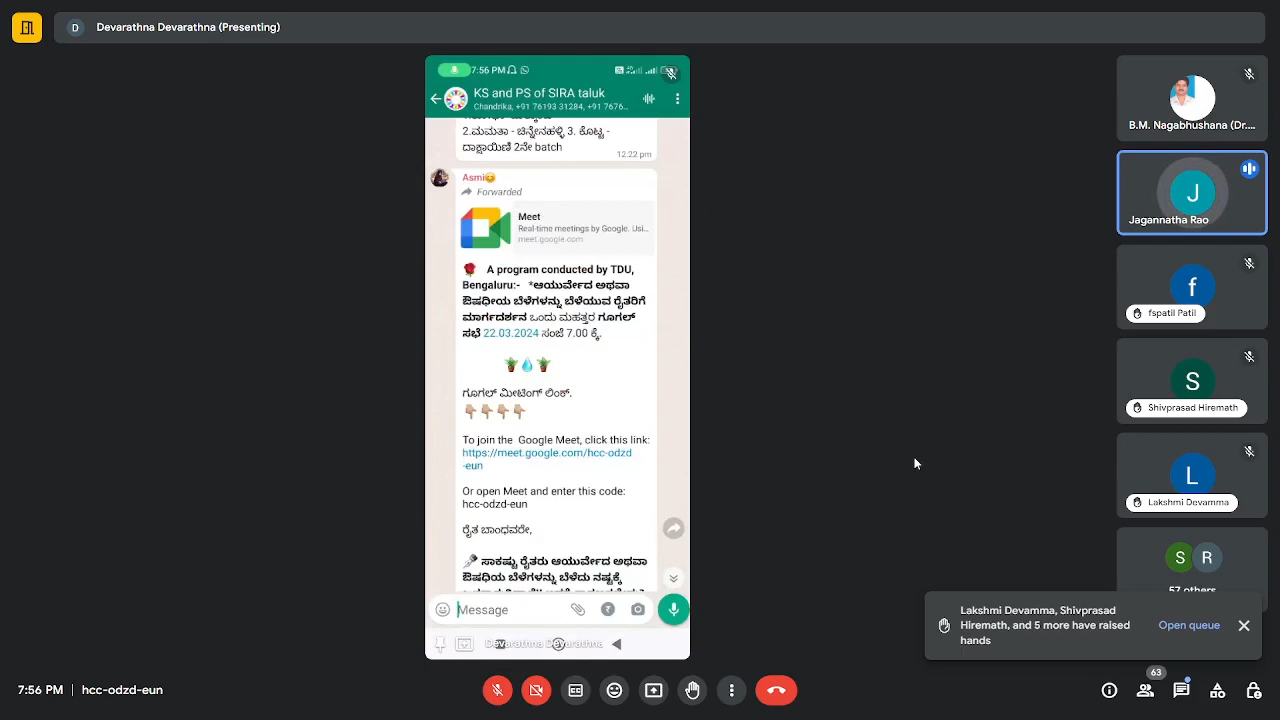 D Devarathna Devarathna (Presenting)
7:56 PM
KS and PS of SIRA taluk
Chandrika, +91 76193 31284, +91 7676...
2.ಮಮತಾ - ಚಿನ್ನೇನಹಳ್ಳಿ 3. ಕೊಟ್ಟ -
ದಾಕ್ಷಾಯಿಣಿ 2ನೇ batch
12:22 pm
Asmi😊
Forwarded
Meet
Real-time meetings by Google. Usi...
meet.google.com
🌹 A program conducted by TDU,
Bengaluru:- *ಆಯುರ್ವೇದ ಅಥವಾ
ಔಷಧೀಯ ಬೆಳೆಗಳನ್ನು ಬೆಳೆಯುವ ರೈತರಿಗೆ
ಮಾರ್ಗದರ್ಶನ ಒಂದು ಮಹತ್ತರ ಗೂಗಲ್
ಸಭೆ 22.03.2024 ಸಂಜೆ 7.00 ಕ್ಕೆ.
🪴💧🪴
ಗೂಗಲ್ ಮೀಟಿಂಗ್ ಲಿಂಕ್.
👇🏼👇🏼👇🏼👇🏼
To join the Google Meet, click this link:
https://meet.google.com/hcc-odzd
-eun
Or open Meet and enter this code:
hcc-odzd-eun
ರೈತ ಬಾಂಧವರೇ,
ಸಾಕಷ್ಟು ರೈತರು ಆಯುರ್ವೇದ ಅಥವಾ
ಔಷಧಿಯ ಬೆಳೆಗಳನ್ನು ಬೆಳೆದು ನಷ್ಟಕ್ಕೆ
Message
Devarathna Devarathna
B.M. Nagabhushana (Dr....
J
Jagannatha Rao
f
fspatil Patil
S
Shivprasad Hiremath
L
Lakshmi Devamma
S R
57 others
Lakshmi Devamma, Shivprasad
Hiremath, and 5 more have raised
hands
Open queue
7:56 PM | hcc-odzd-eun
63